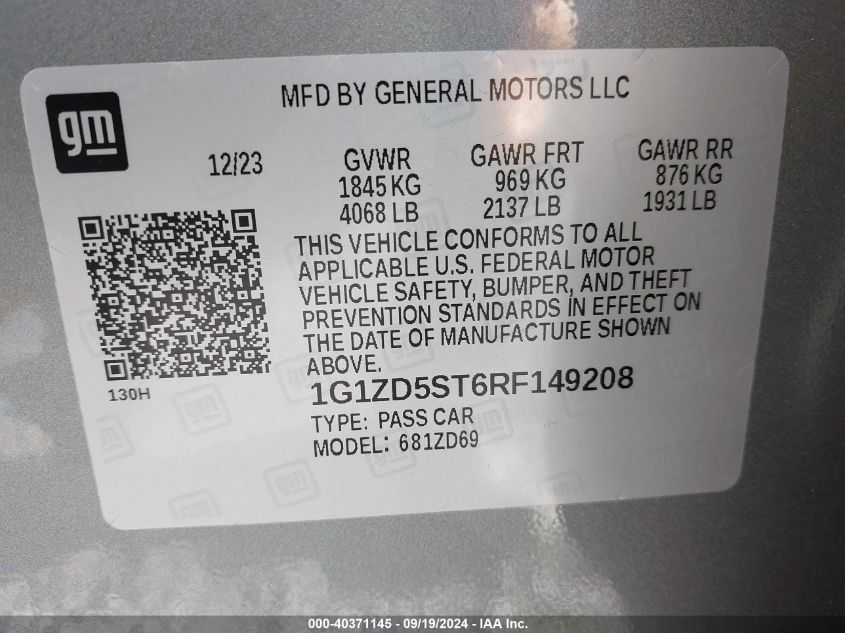 gm
MFD BY GENERAL MOTORS LLC
12/23
GVWR
1845 KG
4068 LB
GAWR FRT
969 KG
2137 LB
GAWR RR
876 KG
1931 LB
THIS VEHICLE CONFORMS TO ALL
APPLICABLE U.S. FEDERAL MOTOR
VEHICLE SAFETY, BUMPER, AND THEFT
PREVENTION STANDARDS IN EFFECT ON
THE DATE OF MANUFACTURE SHOWN
ABOVE.
130H
1G1ZD5ST6RF149208
TYPE: PASS CAR
MODEL: 681ZD69
000-40371145 - 09/19/2024 - IAA Inc.